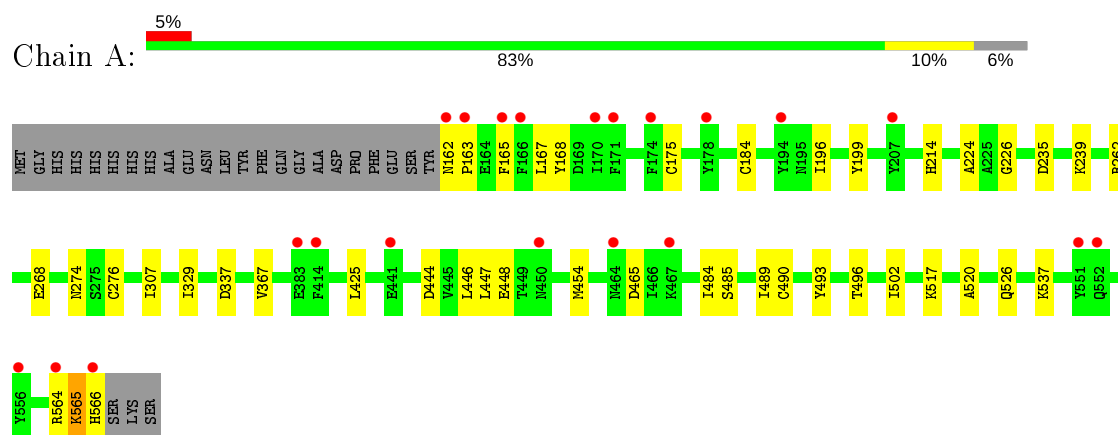 5%
Chain A:
83% 10% 6%
MET GLY HIS HIS HIS HIS HIS HIS ALA GLU ASN LEU TYR PHE GLN GLY ALA ASP PRO PHE GLU SER TYR N162 P163 E164 F165 F166 L167 Y168 D169 I170 F171 F174 C175 Y178 C184 Y194 N195 I196 Y199 Y207 H214 A224 A225 G226 D235 K239
E268 N274 S275 C276 I307 I329 D337 V367 E383 F414 L425 E441 D444 V445 L446 L447 E448 T449 N450 M454 N464 D465 I466 K467 I484 S485 I489 C490 Y493 T496 I502 K517 A520 Q526 K537 Y551 Q552
Y556 R564 K565 H566 SER LYS SER